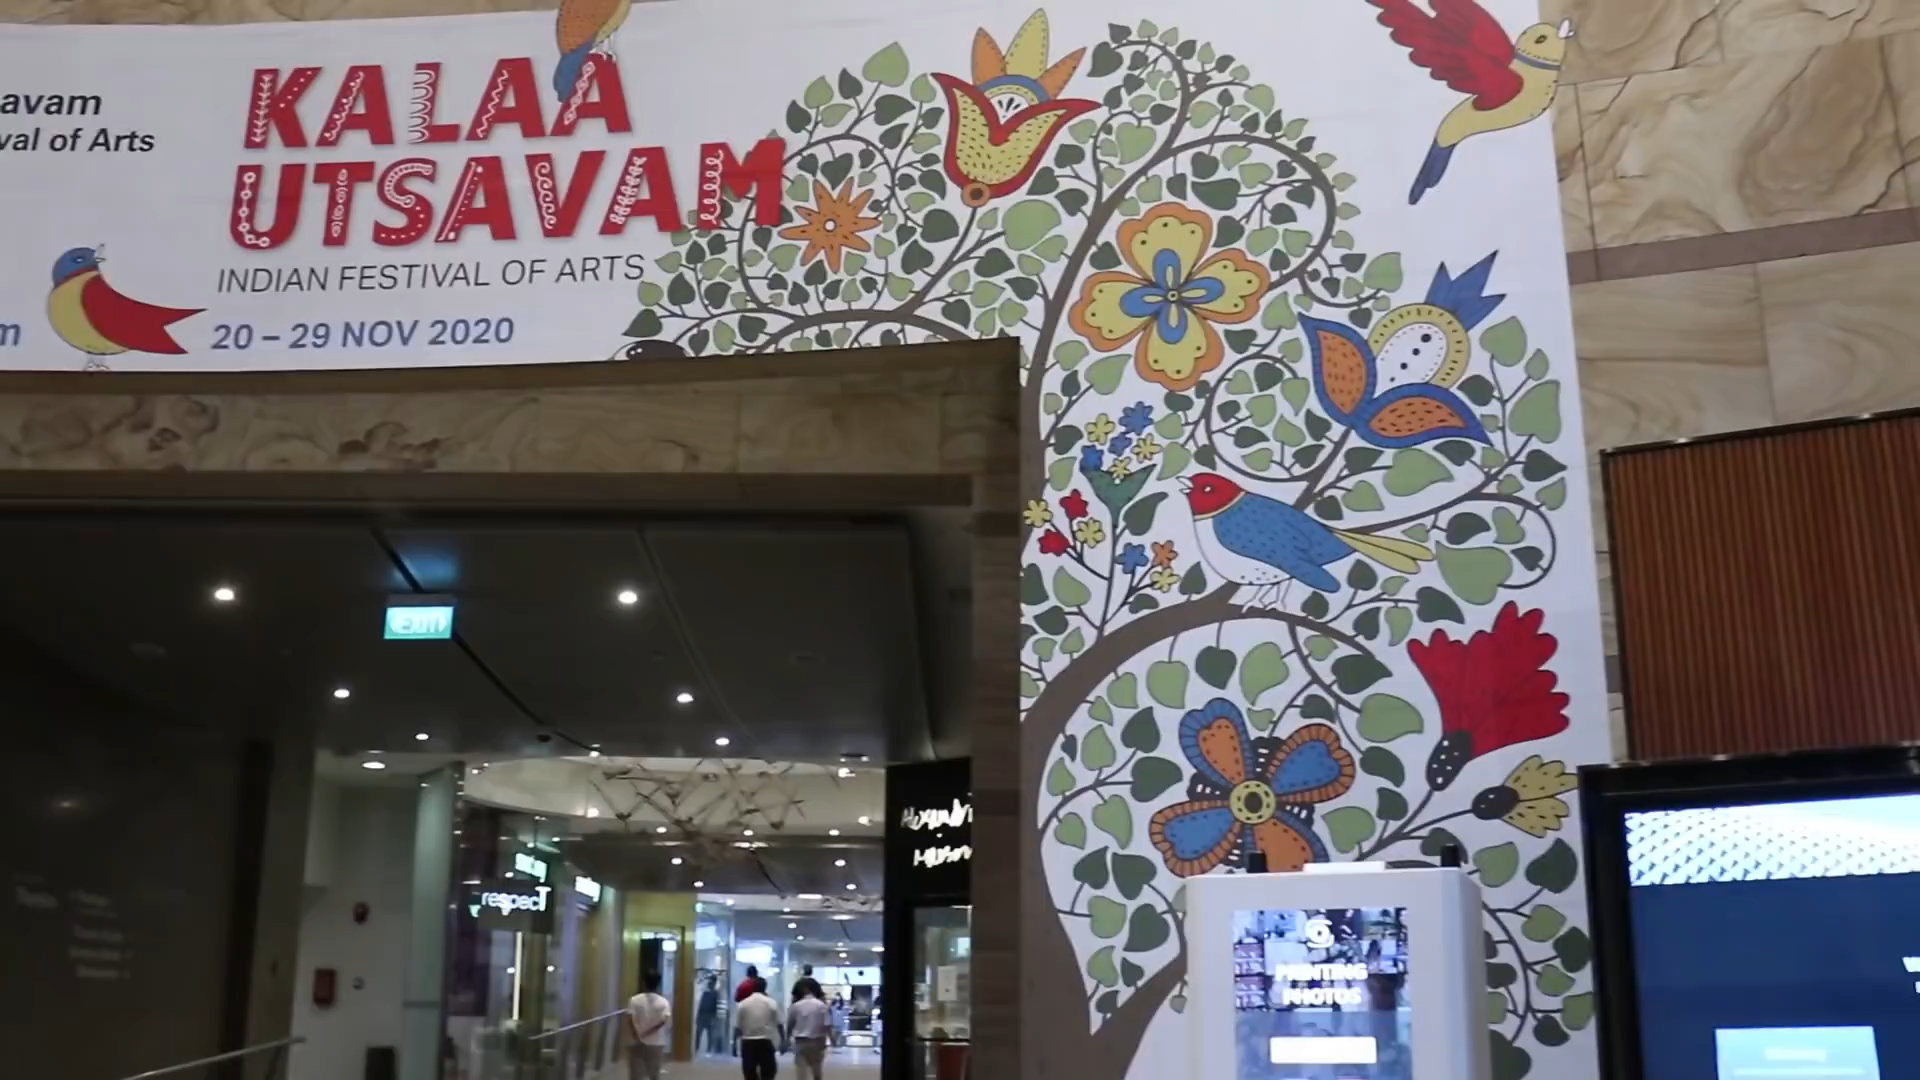 avam
val of Arts
m
KALAA
UTSAVAM
INDIAN FESTIVAL OF ARTS
20 – 29 NOV 2020
EXIT
respecT
PRINTING
PHOTOS